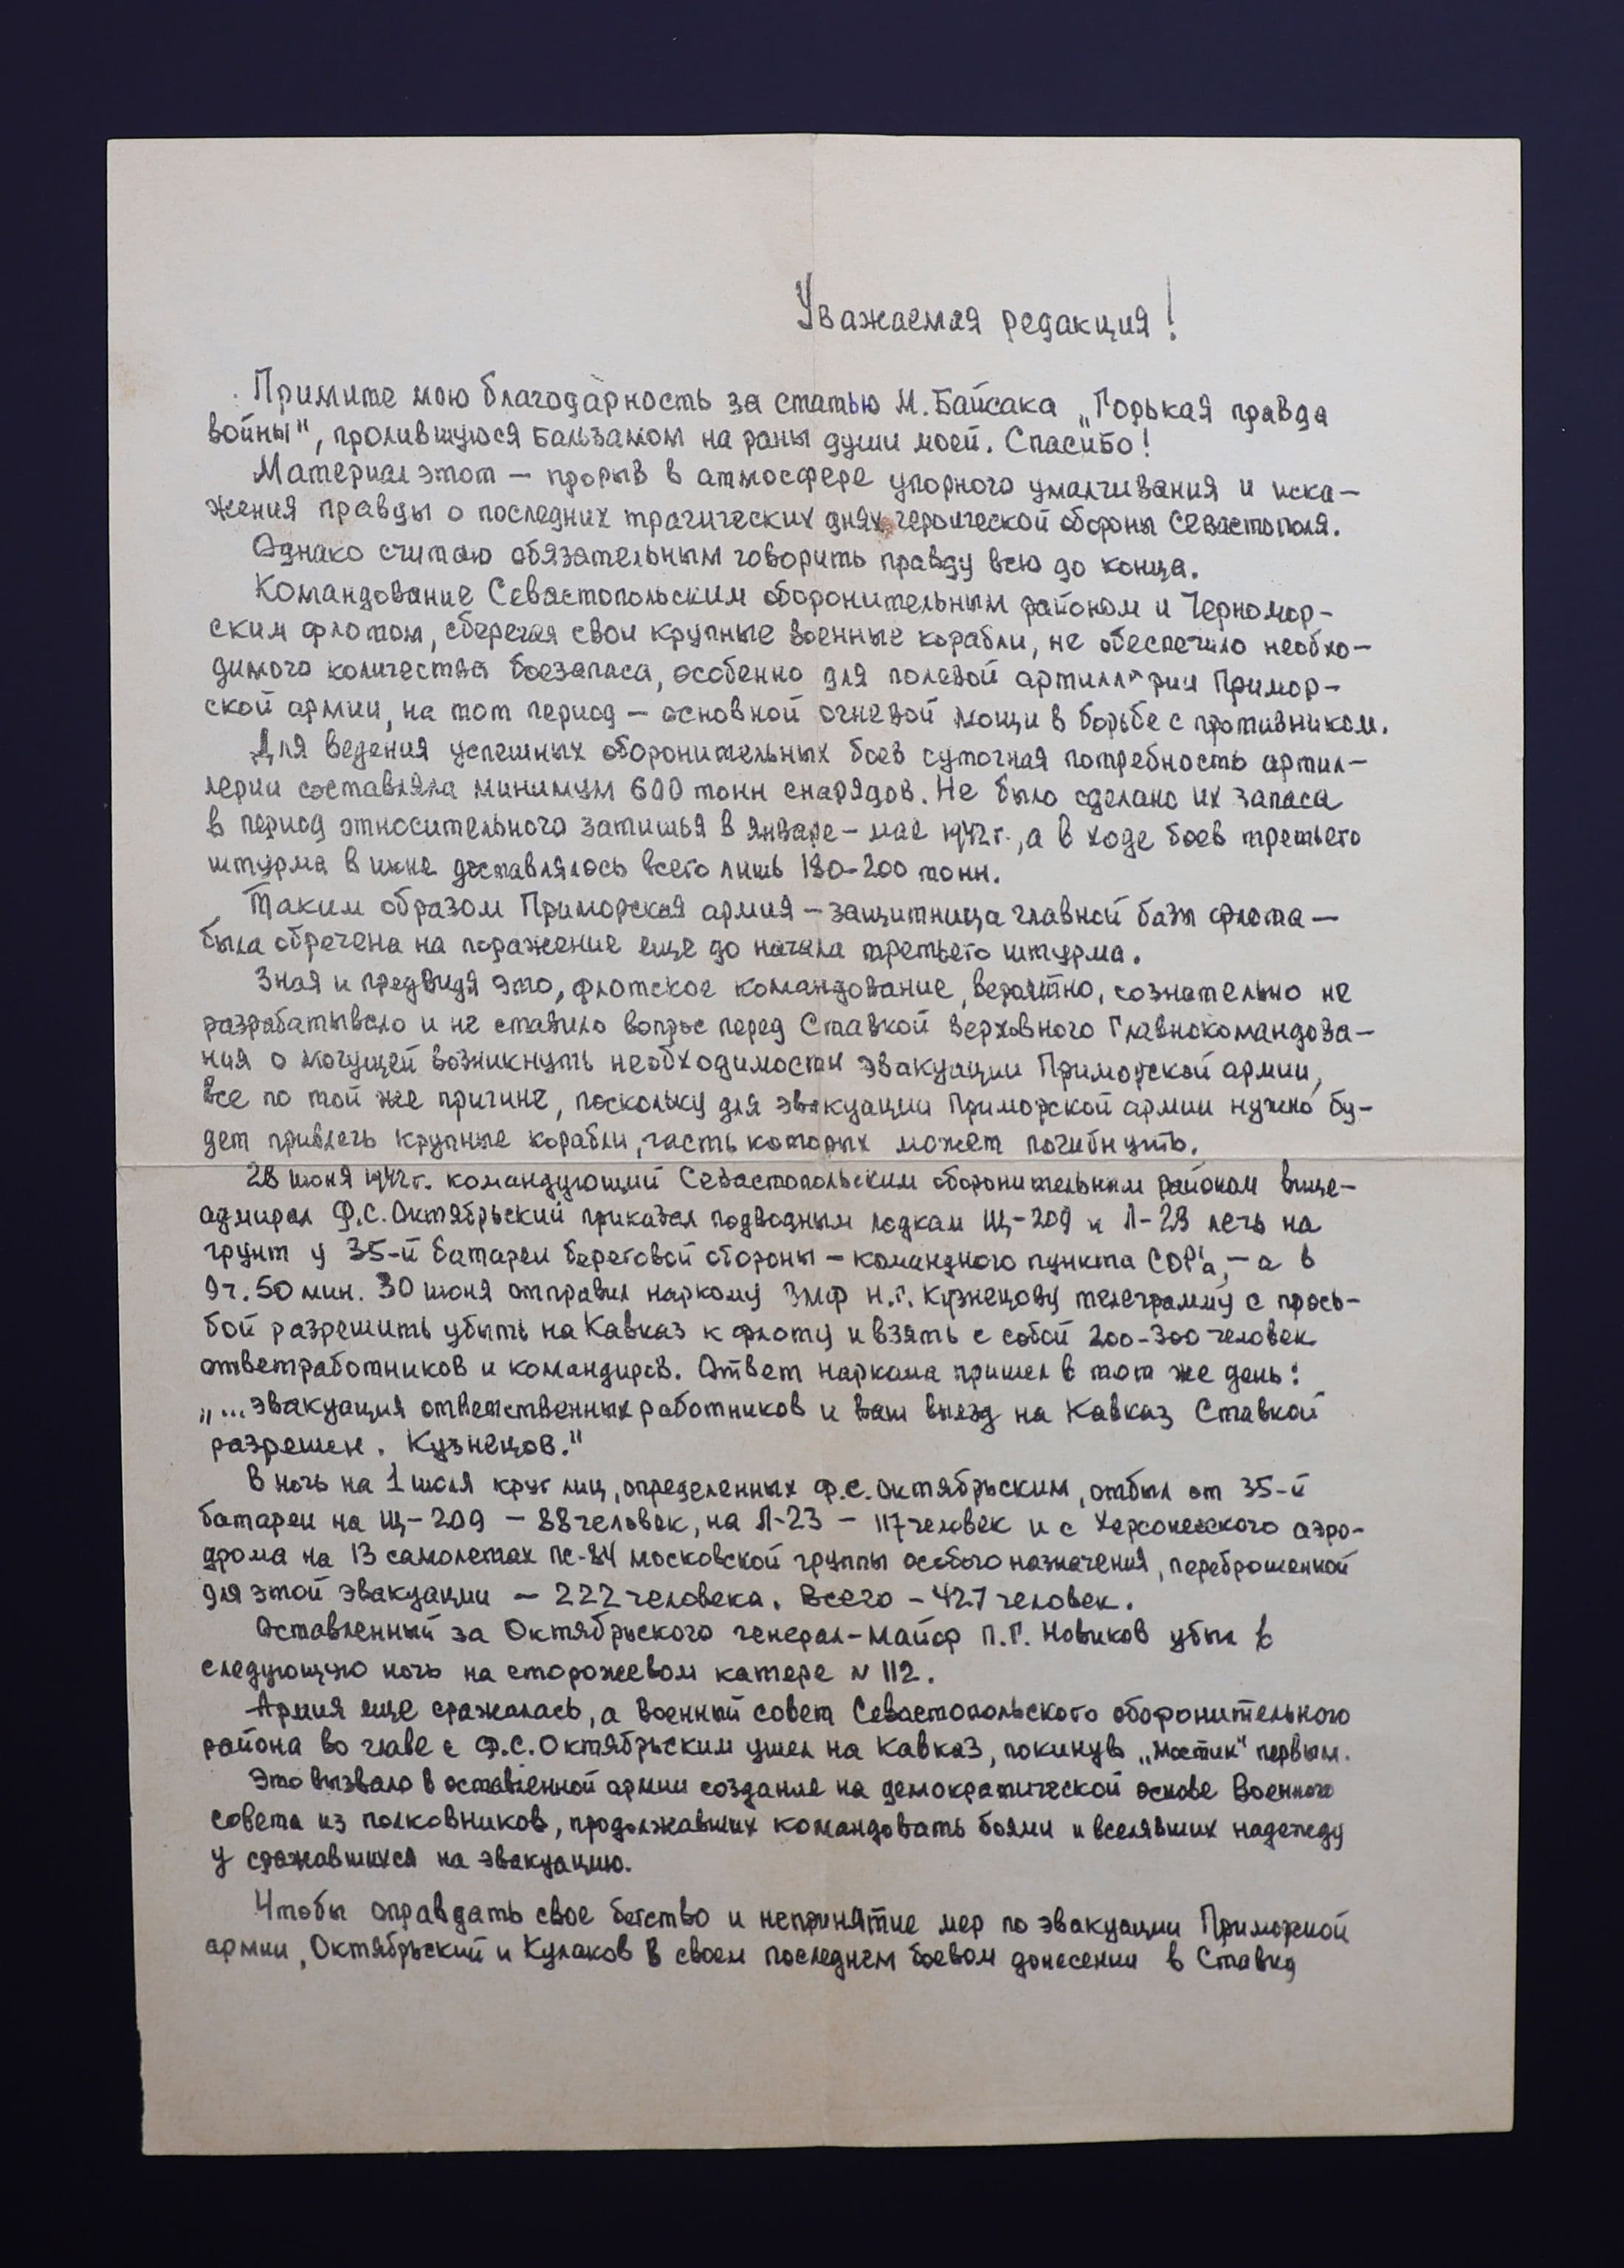 Уважаемая редакция!
Примите мою благодарность за статью М. Байсака „Горькая правда
войны", пролившуюся бальзамом на раны души моей. Спасибо!
Материал этот – прорыв в атмосфере упорного умалчивания и иска-
жения правды о последних трагических днях героической обороны Севастополя.
Однако считаю обязательным говорить правду всю до конца.
Командование Севастопольским оборонительным районом и Черномор-
ским флотом, сберегая свои крупные военные корабли, не обеспечило необхо-
димого количества боезапаса, особенно для полевой артиллерии Примор-
ской армии, на тот период – основной огневой мощи в борьбе с противником.
Для ведения успешных оборонительных боев суточная потребность артил-
лерии составляла минимум 600 тонн снарядов. Не было сделано их запаса
в период относительного затишья в январе – мае 1942 г., а в ходе боев третьего
штурма в июне доставлялось всего лишь 180-200 тонн.
Таким образом Приморская армия – защитница главной базы флота –
была обречена на поражение еще до начала третьего штурма.
Зная и предвидя это, флотское командование, вероятно, сознательно не
разрабатывало и не ставило вопрос перед Ставкой Верховного Главнокомандова-
ния о могущей возникнуть необходимости эвакуации Приморской армии,
все по той же причине, поскольку для эвакуации Приморской армии нужно бу-
дет привлечь крупные корабли, часть которых может погибнуть.
28 июня 1942 г. командующий Севастопольским оборонительным районом вице-
адмирал Ф.С. Октябрьский приказал подводным лодкам Щ-209 и Л-23 лечь на
грунт у 35-й батареи береговой обороны – командного пункта СОР'а, – а в
9 ч. 50 мин. 30 июня отправил наркому ВМФ Н.Г. Кузнецову телеграмму с прось-
бой разрешить убыть на Кавказ к флоту и взять с собой 200-300 человек
ответработников и командиров. Ответ наркома пришел в тот же день:
„...эвакуация ответственных работников и ваш выезд на Кавказ Ставкой
разрешен. Кузнецов."
В ночь на 1 июля круг лиц, определенных Ф.С. Октябрьским, отбыл от 35-й
батареи на Щ-209 – 88 человек, на Л-23 – 117 человек и с Херсонесского аэро-
дрома на 13 самолетах ПС-84 московской группы особого назначения, переброшенной
для этой эвакуации – 222 человека. Всего – 427 человек.
Оставленный за Октябрьского генерал-майор П.Г. Новиков убыл в
следующую ночь на сторожевом катере N 112.
Армия еще сражалась, а военный совет Севастопольского оборонительного
района во главе с Ф.С. Октябрьским ушел на Кавказ, покинув „мостик" первым.
Это вызвало в оставленной армии создание на демократической основе Военного
совета из полковников, продолжавших командовать боями и вселявших надежду
у сражавшихся на эвакуацию.
Чтобы оправдать свое бегство и непринятие мер по эвакуации Приморской
армии, Октябрьский и Кулаков в своем последнем боевом донесении в Ставку